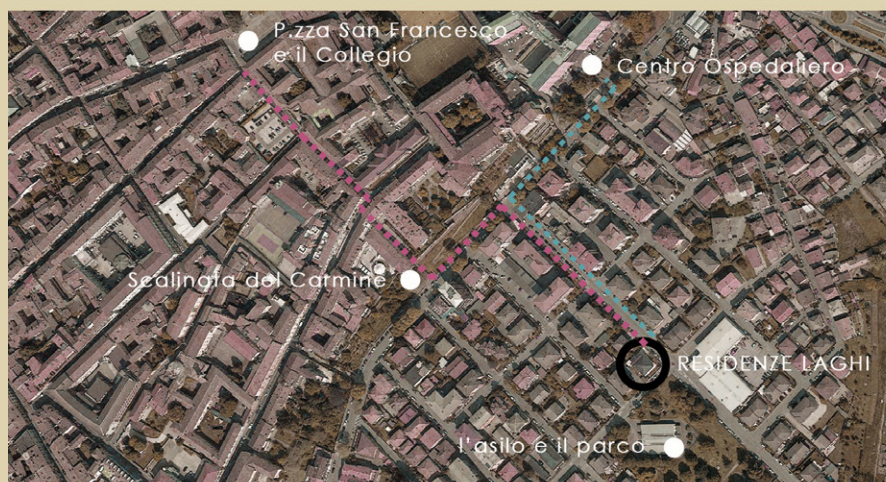 P.zza San Francesco
e il Collegio
Centro Ospedaliero
Scalinata del Carmine
RESIDENZE LAGHI
l'asilo e il parco